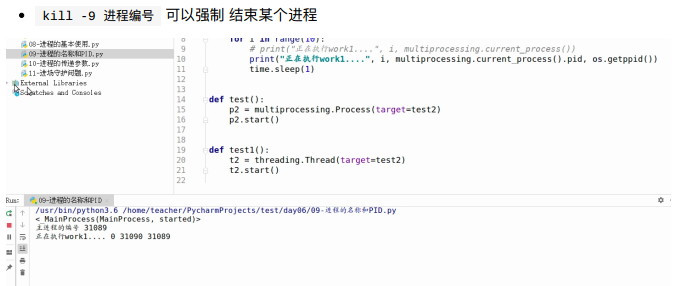 • kill -9 进程编号 可以强制 结束某个进程
08-进程的基本使用.py
09-进程的名称和PID.py
10-进程的传递参数.py
11-进场守护问题.py
External Libraries
Scratches and Consoles
8 for i in range(10):
9 # print("正在执行work1....", i, multiprocessing.current_process())
10 print("正在执行work1....", i, multiprocessing.current_process().pid, os.getppid())
11 time.sleep(1)
12
13
14 def test():
15 p2 = multiprocessing.Process(target=test2)
16 p2.start()
17
18
19 def test1():
20 t2 = threading.Thread(target=test2)
21 t2.start()
22
Run: 09-进程的名称和PID
/usr/bin/python3.6 /home/teacher/PycharmProjects/test/day06/09-进程的名称和PID.py
<_MainProcess(MainProcess, started)>
主进程的编号 31089
正在执行work1.... 0 31090 31089